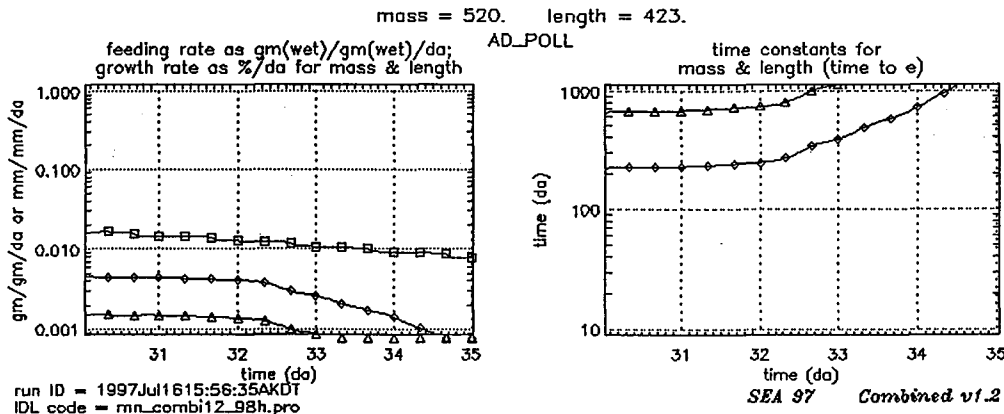 mass = 520. length = 423.
AD_POLL
feeding rate as gm(wet)/gm(wet)/da;
growth rate as %/da for mass & length
gm/gm/da or mm/mm/da
1.000
0.100
0.010
0.001
31 32 33 34 35
time (da)
time constants for
mass & length (time to e)
time (da)
1000
100
10
31 32 33 34 35
time (da)
run ID = 1997Jul1615:56:35AKDT
IDL code = mn_combi12_98h.pro
SEA 97 Combined v1.2